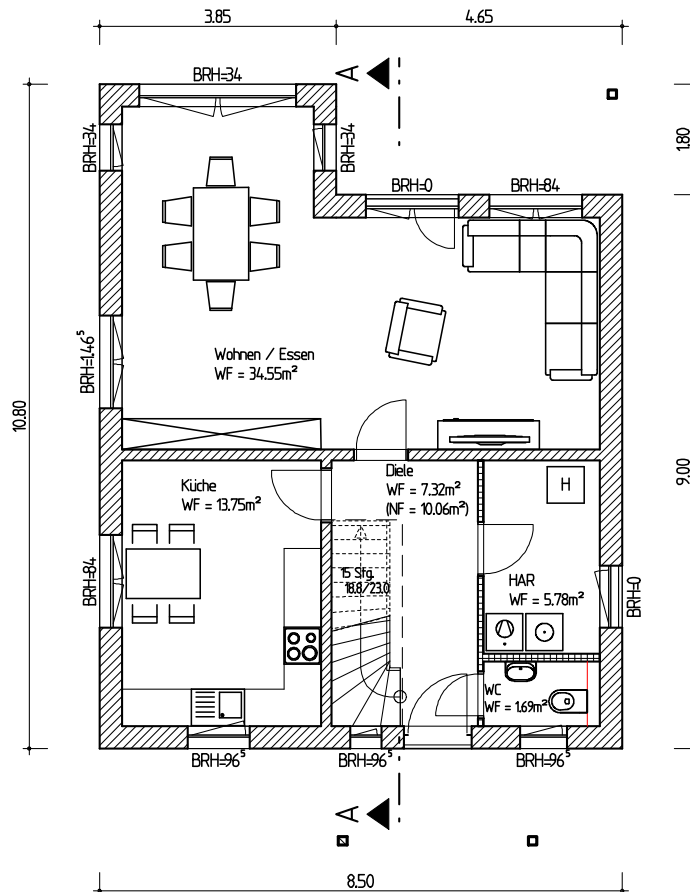 3.85
4.65
A
BRH=34
BRH=34
BRH=34
1.80
BRH=0
BRH=84
Wohnen / Essen
WF = 34.55m²
BRH=1.46⁵
10.80
9.00
Küche
WF = 13.75m²
Diele
WF = 7.32m²
(NF = 10.06m²)
H
BRH=84
15 Stg.
18.8/23.0
HAR
WF = 5.78m²
BRH=0
WC
WF = 1.69m²
BRH=96⁵
BRH=96⁵
BRH=96⁵
A
8.50